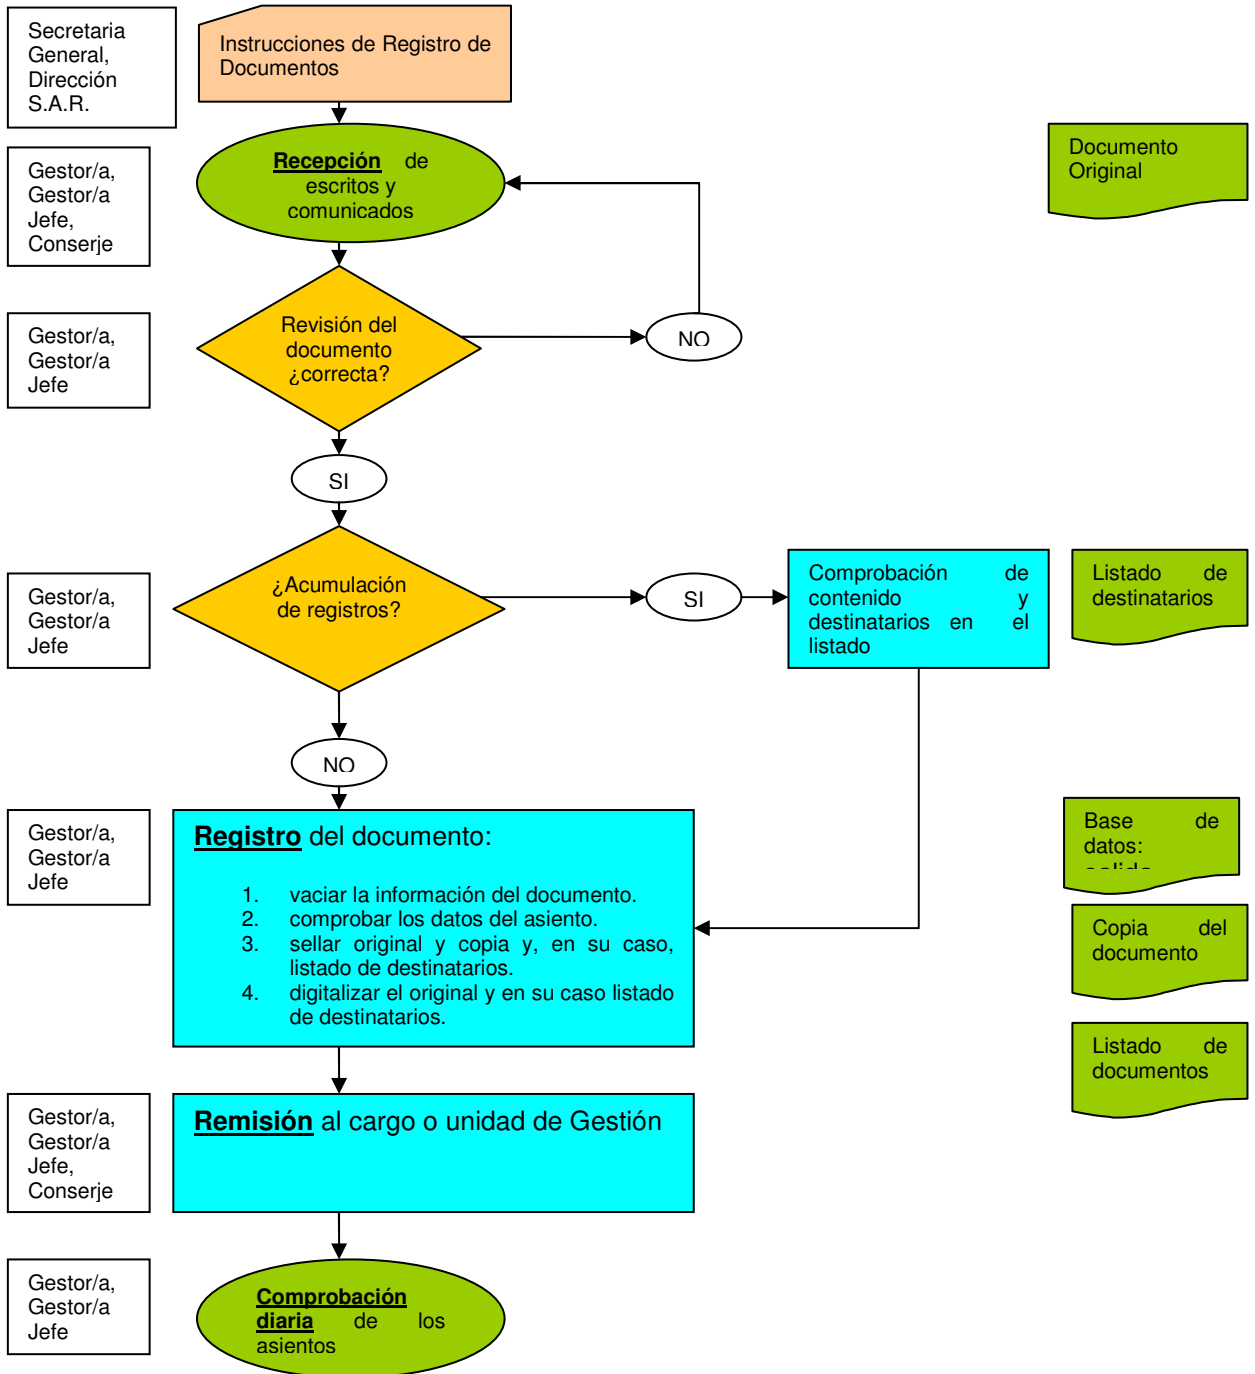 Secretaria
General,
Dirección
S.A.R.
Instrucciones de Registro de
Documentos
Gestor/a,
Gestor/a
Jefe,
Conserje
Recepción de
escritos y
comunicados
Documento
Original
Gestor/a,
Gestor/a
Jefe
Revisión del
documento
¿correcta?
NO
SI
Gestor/a,
Gestor/a
Jefe
¿Acumulación
de registros?
SI
Comprobación de
contenido y
destinatarios en el
listado
Listado de
destinatarios
NO
Gestor/a,
Gestor/a
Jefe
Registro del documento:
1. vaciar la información del documento.
2. comprobar los datos del asiento.
3. sellar original y copia y, en su caso,
listado de destinatarios.
4. digitalizar el original y en su caso listado
de destinatarios.
Base de
datos:
Copia del
documento
Listado de
documentos
Gestor/a,
Gestor/a
Jefe,
Conserje
Remisión al cargo o unidad de Gestión
Gestor/a,
Gestor/a
Jefe
Comprobación
diaria de los
asientos